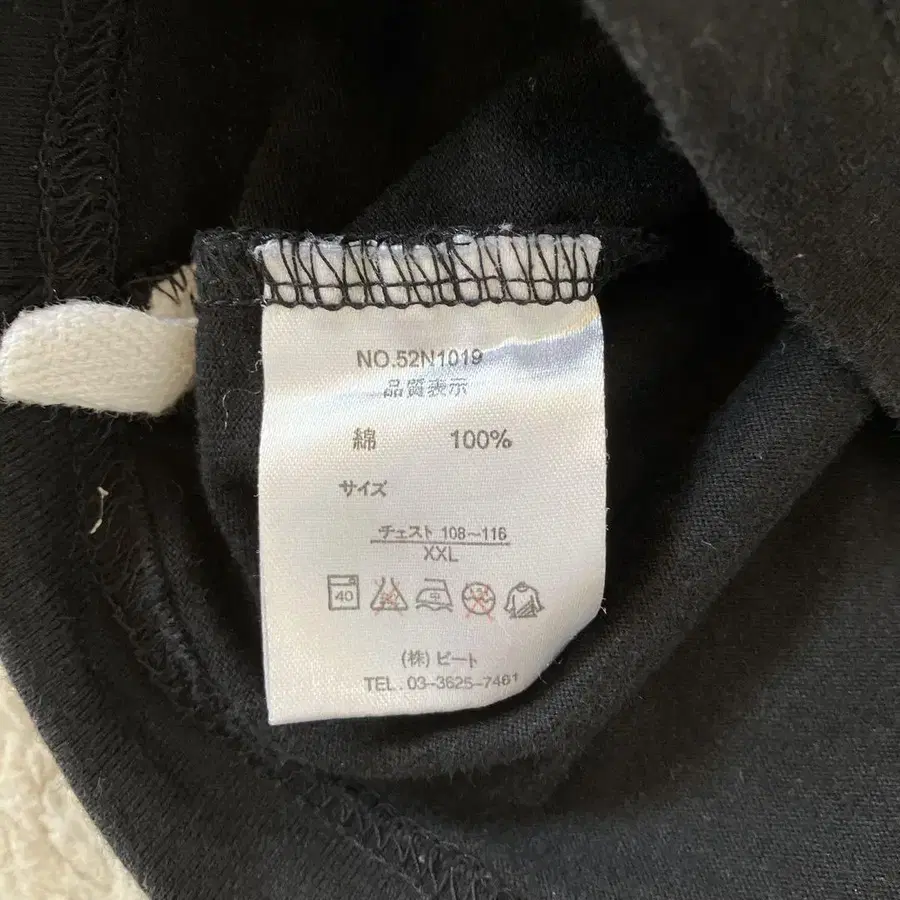 NO.52N1019
品質表示
綿 100%
サイズ
チェスト 108～116
XXL
40 中
(株) ビート
TEL. 03-3625-7461